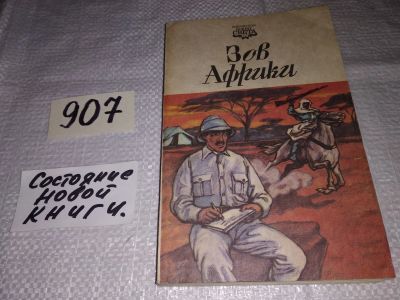 Зов
Африки
907
Состояние
новой
книги.